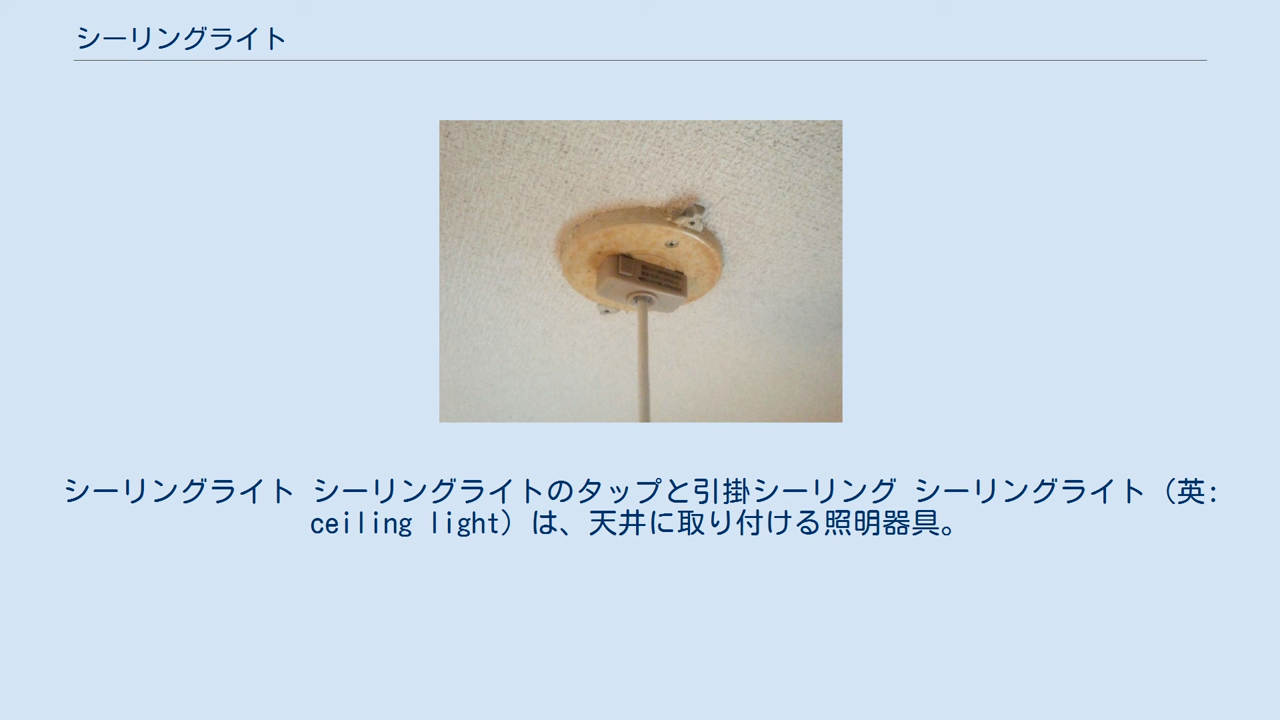 シーリングライト
シーリングライト シーリングライトのタップと引掛シーリング シーリングライト（英:
ceiling light）は、天井に取り付ける照明器具。